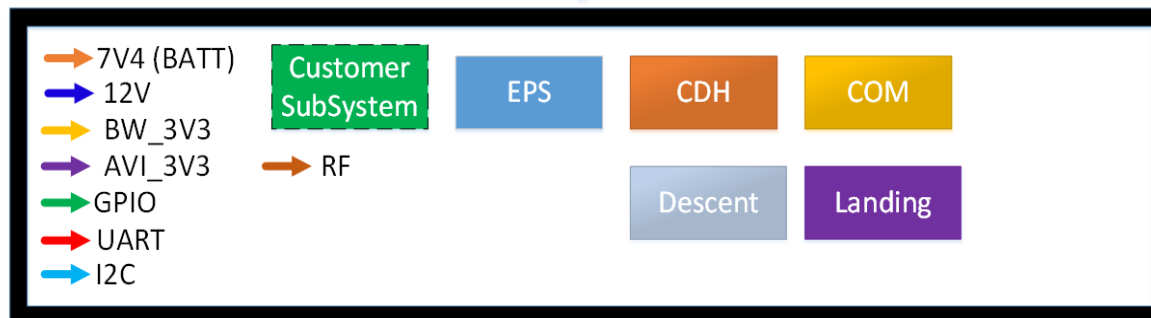 7V4 (BATT)
12V
BW_3V3
AVI_3V3
GPIO
UART
I2C
RF
Customer
SubSystem
EPS
CDH
COM
Descent
Landing